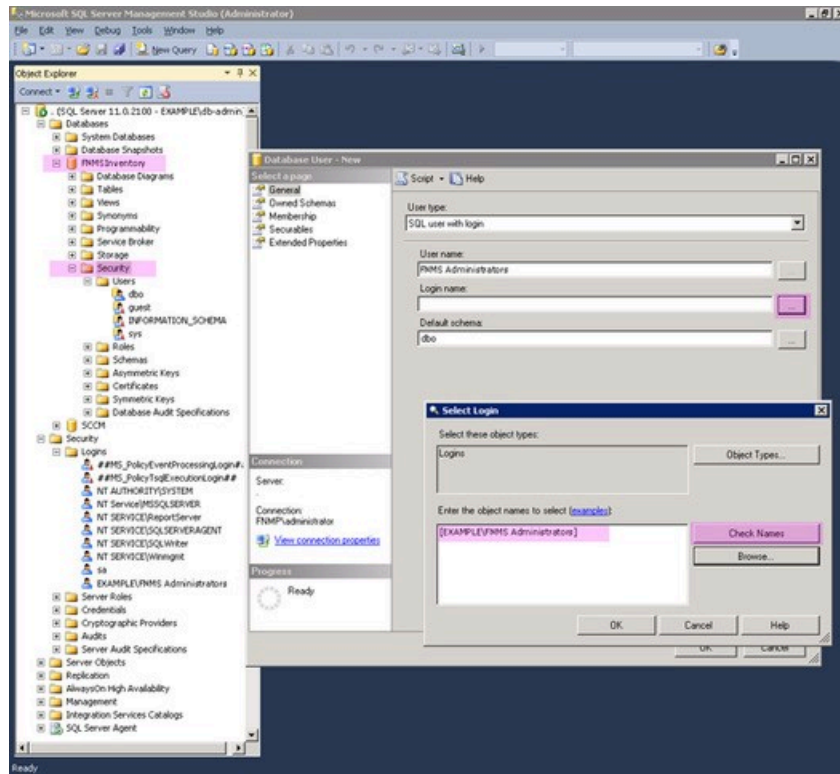 Microsoft SQL Server Management Studio (Administrator)
File Edit View Debug Tools Window Help
New Query
Object Explorer
Connect
. (SQL Server 11.0.2100 - EXAMPLE\db-admin
Databases
System Databases
Database Snapshots
FNMSInventory
Database Diagrams
Tables
Views
Synonyms
Programmability
Service Broker
Storage
Security
Users
dbo
guest
INFORMATION_SCHEMA
sys
Roles
Schemas
Asymmetric Keys
Certificates
Symmetric Keys
Database Audit Specifications
SCCM
Security
Logins
##MS_PolicyEventProcessingLogin#
##MS_PolicyTsqlExecutionLogin##
NT AUTHORITY\SYSTEM
NT Service\MSSQLSERVER
NT SERVICE\ReportServer
NT SERVICE\SQLSERVERAGENT
NT SERVICE\SQLWriter
NT SERVICE\Winmgmt
sa
EXAMPLE\FNMS Administrators
Server Roles
Credentials
Cryptographic Providers
Audits
Server Audit Specifications
Server Objects
Replication
AlwaysOn High Availability
Management
Integration Services Catalogs
SQL Server Agent
Database User - New
Select a page
General
Owned Schemas
Membership
Securables
Extended Properties
Script Help
User type:
SQL user with login
User name:
FNMS Administrators
...
Login name:
...
Default schema:
dbo
...
Connection
Server:
.
Connection:
FNMP\administrator
View connection properties
Progress
Ready
Select Login
Select these object types:
Logins
Object Types...
Enter the object names to select (examples):
[EXAMPLE\FNMS Administrators]
Check Names
Browse...
OK Cancel Help
OK Cancel
Ready